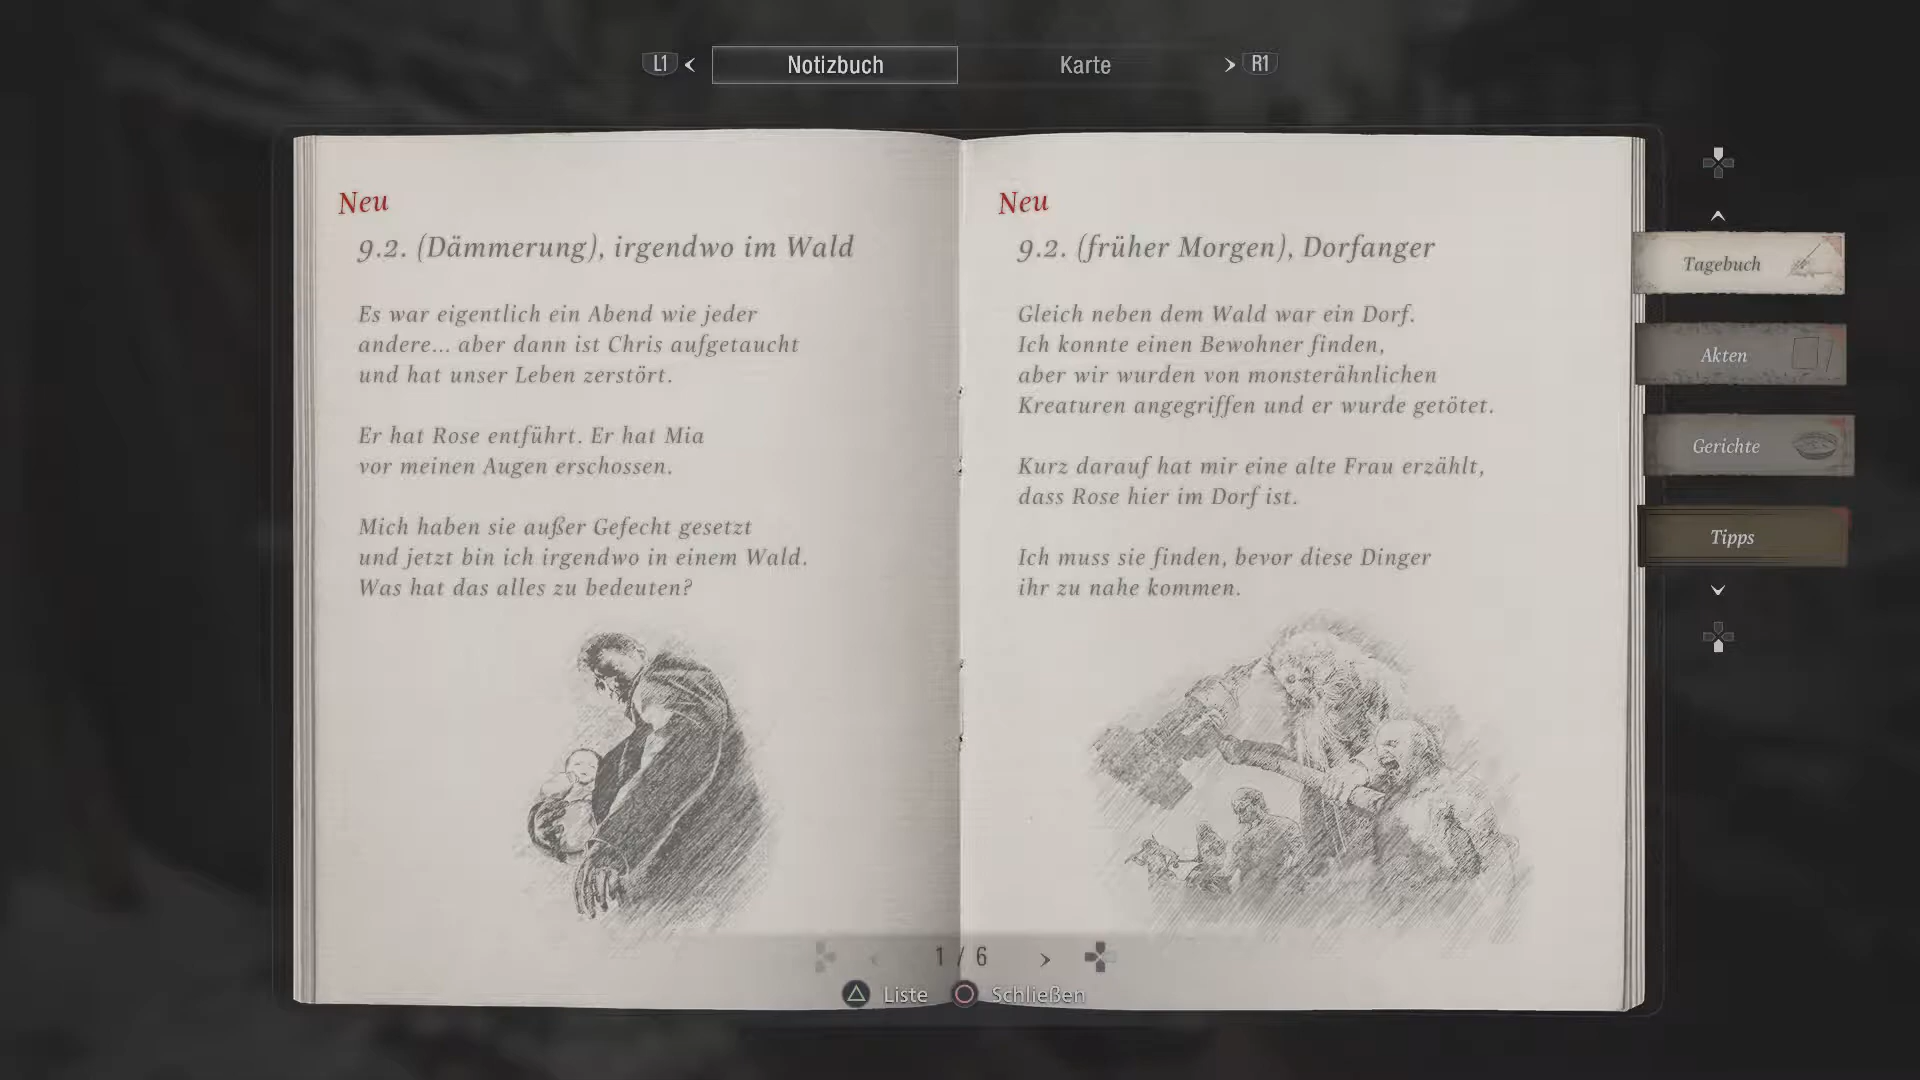 L1
Notizbuch
Karte
R1
Neu
9.2. (Dämmerung), irgendwo im Wald
Es war eigentlich ein Abend wie jeder
andere... aber dann ist Chris aufgetaucht
und hat unser Leben zerstört.
Er hat Rose entführt. Er hat Mia
vor meinen Augen erschossen.
Mich haben sie außer Gefecht gesetzt
und jetzt bin ich irgendwo in einem Wald.
Was hat das alles zu bedeuten?
Neu
9.2. (früher Morgen), Dorfanger
Gleich neben dem Wald war ein Dorf.
Ich konnte einen Bewohner finden,
aber wir wurden von monsterähnlichen
Kreaturen angegriffen und er wurde getötet.
Kurz darauf hat mir eine alte Frau erzählt,
dass Rose hier im Dorf ist.
Ich muss sie finden, bevor diese Dinger
ihr zu nahe kommen.
Tagebuch
Akten
Gerichte
Tipps
1 / 6
Liste
Schließen